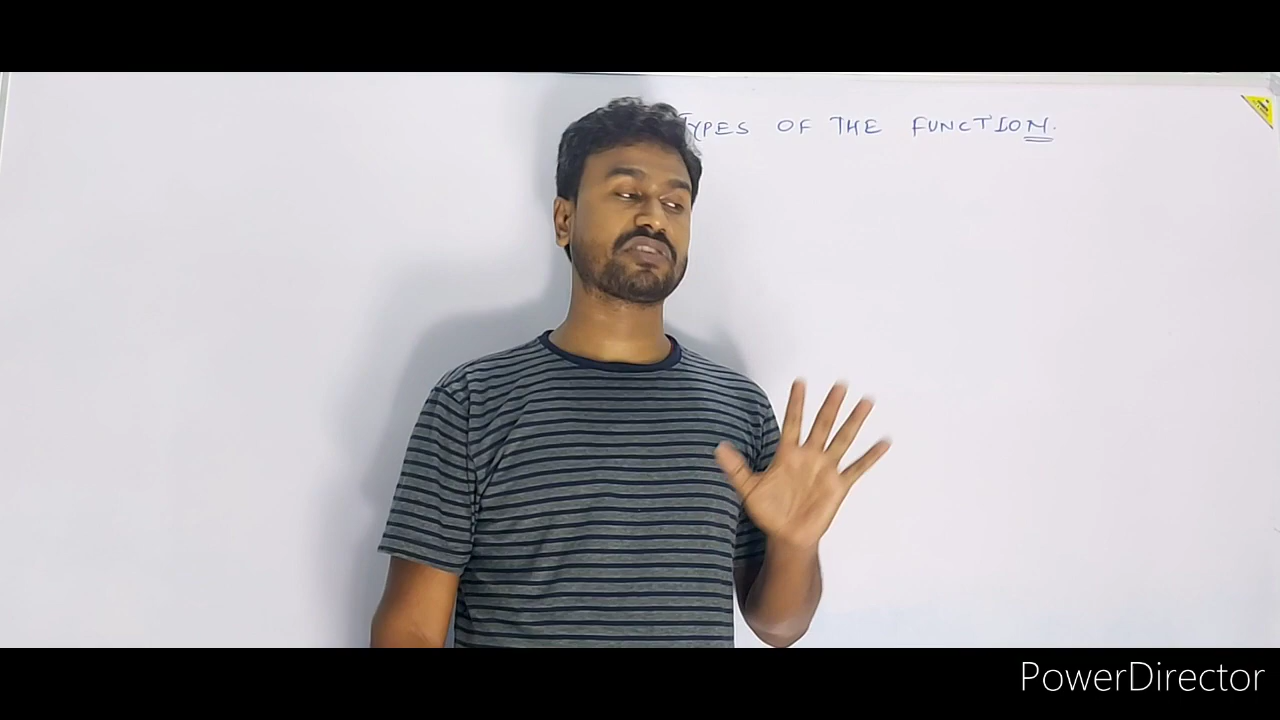 TYPES OF THE FUNCTION.
PowerDirector